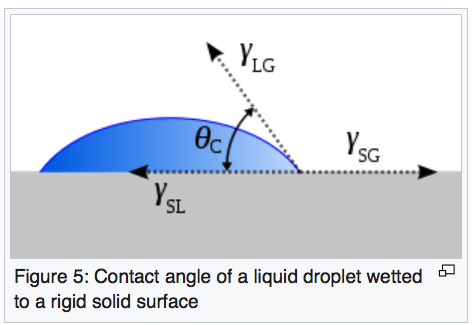 γLG
θC
γSG
γSL
Figure 5: Contact angle of a liquid droplet wetted
to a rigid solid surface